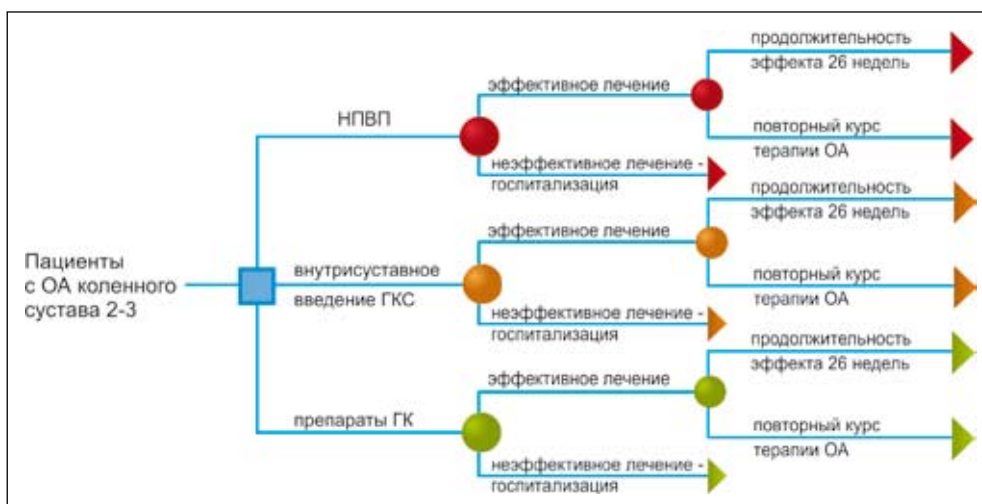 Пациенты
с ОА коленного
сустава 2-3
НПВП
эффективное лечение
продолжительность
эффекта 26 недель
повторный курс
терапии ОА
неэффективное лечение -
госпитализация
внутрисуставное
введение ГКС
эффективное лечение
продолжительность
эффекта 26 недель
повторный курс
терапии ОА
неэффективное лечение -
госпитализация
препараты ГК
эффективное лечение
продолжительность
эффекта 26 недель
повторный курс
терапии ОА
неэффективное лечение -
госпитализация